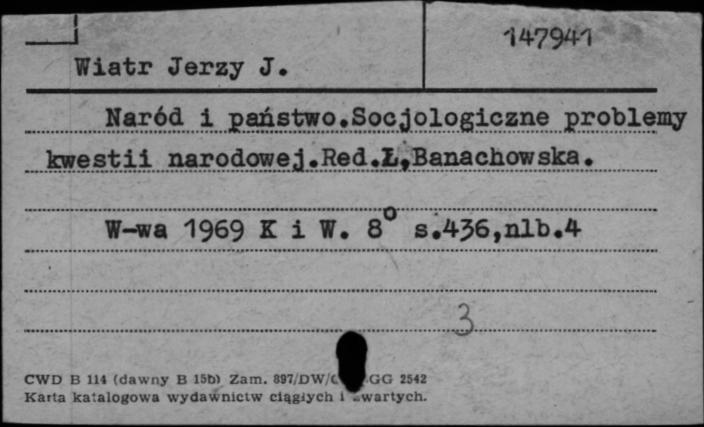 147941
Wiatr Jerzy J.
Naród i państwo.Socjologiczne problemy
kwestii narodowej.Red.Ł.Banachowska.
W-wa 1969 K i W. 8° s.436,nlb.4
3
CWD B 114 (dawny B 15b) Zam. 897/DW/ GG 2542
Karta katalogowa wydawnictw ciągłych i